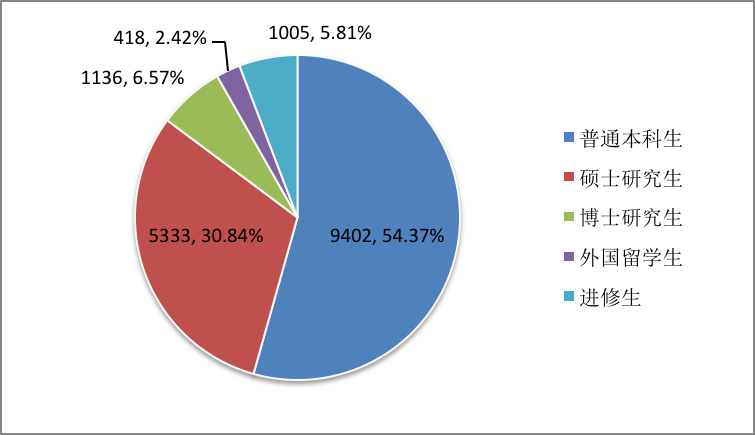 1005, 5.81%
418, 2.42%
1136, 6.57%
5333, 30.84%
9402, 54.37%
普通本科生
硕士研究生
博士研究生
外国留学生
进修生